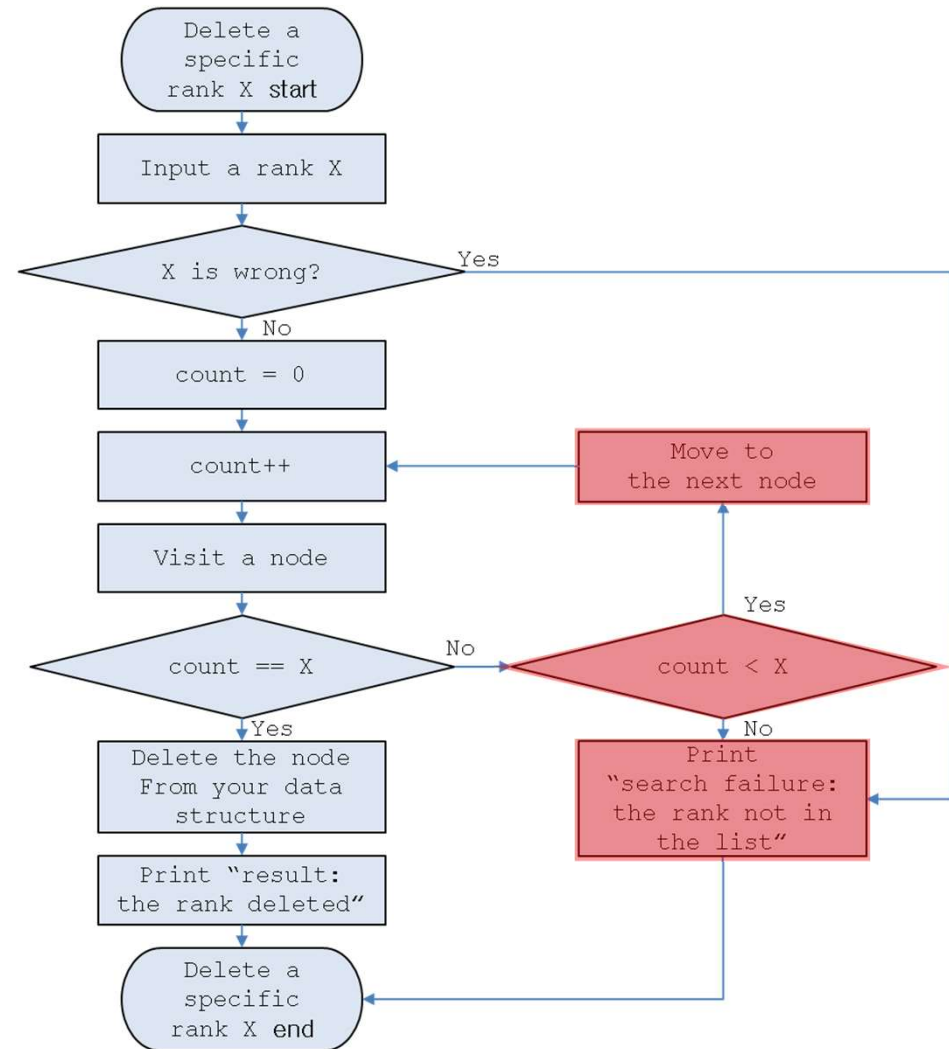 Delete a
specific
rank X start
Input a rank X
X is wrong?
Yes
No
count = 0
count++
Move to
the next node
Visit a node
Yes
count == X
No
count < X
Yes
No
Delete the node
From your data
structure
Print
“search failure:
the rank not in
the list”
Print “result:
the rank deleted”
Delete a
specific
rank X end